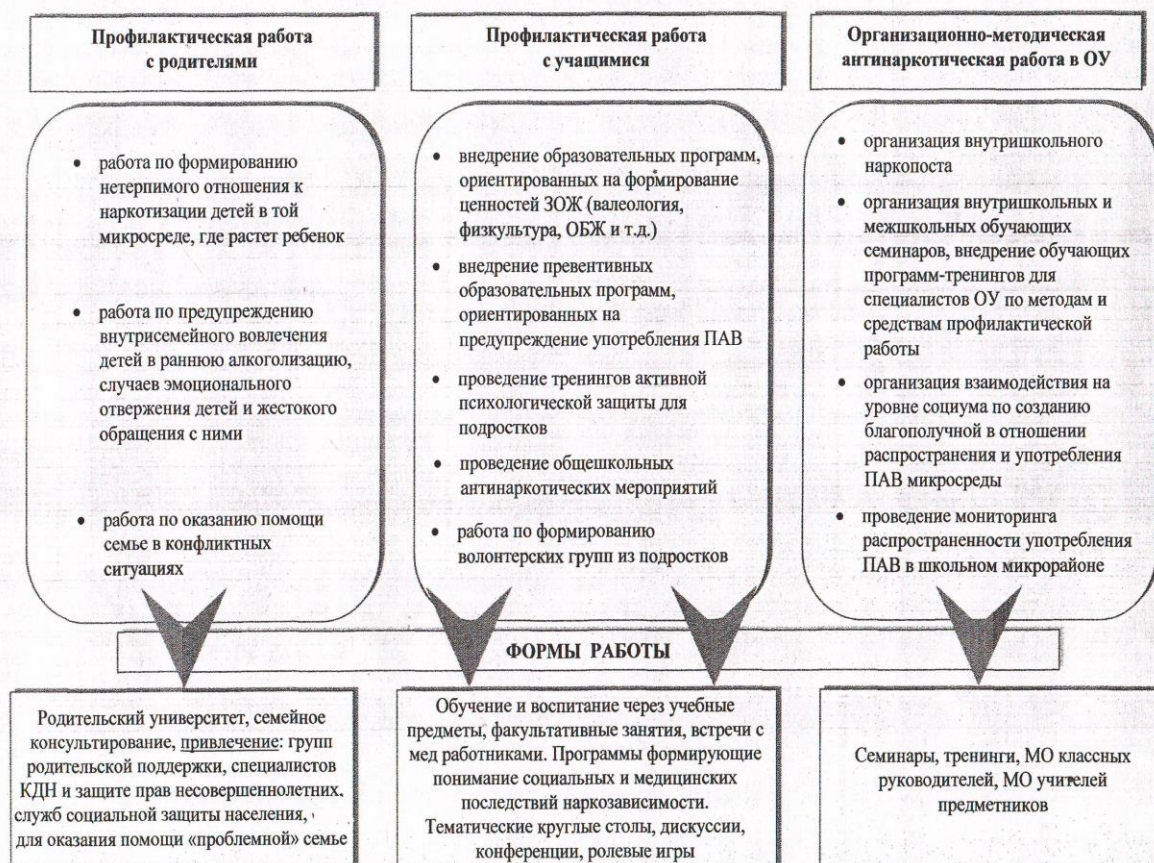 Профилактическая работа
с родителями
Профилактическая работа
с учащимися
Организационно-методическая
антинаркотическая работа в ОУ
• работа по формированию
нетерпимого отношения к
наркотизации детей в той
микросреде, где растет ребенок
• работа по предупреждению
внутрисемейного вовлечения
детей в раннюю алкоголизацию,
случаев эмоционального
отвержения детей и жестокого
обращения с ними
• работа по оказанию помощи
семье в конфликтных
ситуациях
• внедрение образовательных программ,
ориентированных на формирование
ценностей ЗОЖ (валеология,
физкультура, ОБЖ и т.д.)
• внедрение превентивных
образовательных программ,
ориентированных на
предупреждение употребления ПАВ
• проведение тренингов активной
психологической защиты для
подростков
• проведение общешкольных
антинаркотических мероприятий
• работа по формированию
волонтерских групп из подростков
• организация внутришкольного
наркопоста
• организация внутришкольных и
межшкольных обучающих
семинаров, внедрение обучающих
программ-тренингов для
специалистов ОУ по методам и
средствам профилактической
работы
• организация взаимодействия на
уровне социума по созданию
благополучной в отношении
распространения и употребления
ПАВ микросреды
• проведение мониторинга
распространенности употребления
ПАВ в школьном микрорайоне
ФОРМЫ РАБОТЫ
Родительский университет, семейное
консультирование, привлечение: групп
родительской поддержки, специалистов
КДН и защите прав несовершеннолетних,
служб социальной защиты населения,
для оказания помощи «проблемной» семье
Обучение и воспитание через учебные
предметы, факультативные занятия, встречи с
мед работниками. Программы формирующие
понимание социальных и медицинских
последствий наркозависимости.
Тематические круглые столы, дискуссии,
конференции, ролевые игры
Семинары, тренинги, МО классных
руководителей, МО учителей
предметников